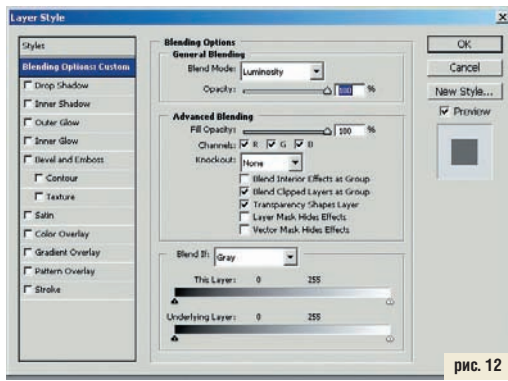 Layer Style
Styles
Blending Options: Custom
Drop Shadow
Inner Shadow
Outer Glow
Inner Glow
Bevel and Emboss
Contour
Texture
Satin
Color Overlay
Gradient Overlay
Pattern Overlay
Stroke
Blending Options
General Blending
Blend Mode: Luminosity
Opacity: 100 %
Advanced Blending
Fill Opacity: 100 %
Channels: R G B
Knockout: None
Blend Interior Effects as Group
Blend Clipped Layers as Group
Transparency Shapes Layer
Layer Mask Hides Effects
Vector Mask Hides Effects
Blend If: Gray
This Layer: 0 255
Underlying Layer: 0 255
OK
Cancel
New Style...
Preview
рис. 12